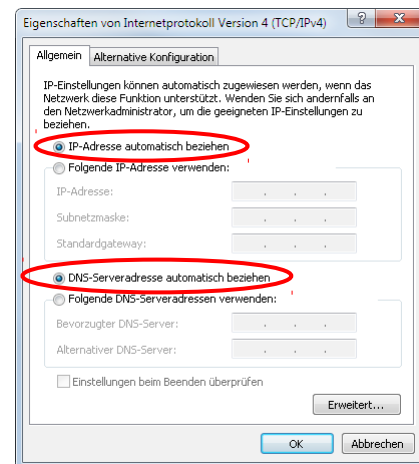 Eigenschaften von Internetprotokoll Version 4 (TCP/IPv4)
Allgemein
Alternative Konfiguration
IP-Einstellungen können automatisch zugewiesen werden, wenn das
Netzwerk diese Funktion unterstützt. Wenden Sie sich andernfalls an
den Netzwerkadministrator, um die geeigneten IP-Einstellungen zu
beziehen.
IP-Adresse automatisch beziehen
Folgende IP-Adresse verwenden:
IP-Adresse:
Subnetzmaske:
Standardgateway:
DNS-Serveradresse automatisch beziehen
Folgende DNS-Serveradressen verwenden:
Bevorzugter DNS-Server:
Alternativer DNS-Server:
Einstellungen beim Beenden überprüfen
Erweitert...
OK
Abbrechen